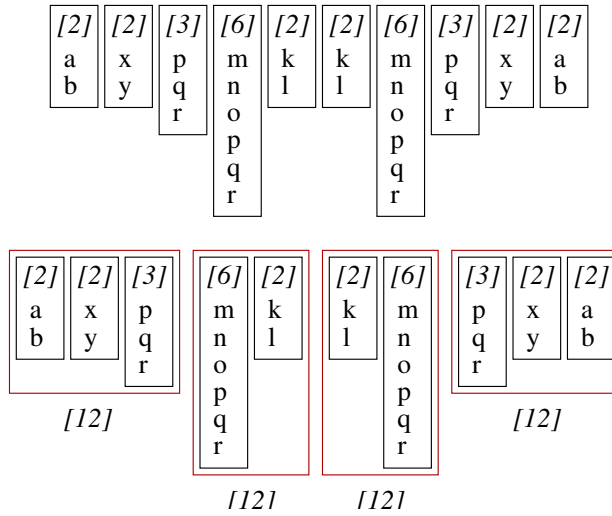 [2] [2] [3] [6] [2] [2] [6] [3] [2] [2]
a x p m k k m p x a
b y q n l l n q y b
r o o r
p p
q q
r r
[2] [2] [3] [6] [2] [2] [6] [3] [2] [2]
a x p m k k m p x a
b y q n l l n q y b
r o o r
p p
[12] q q [12]
r r
[12] [12]